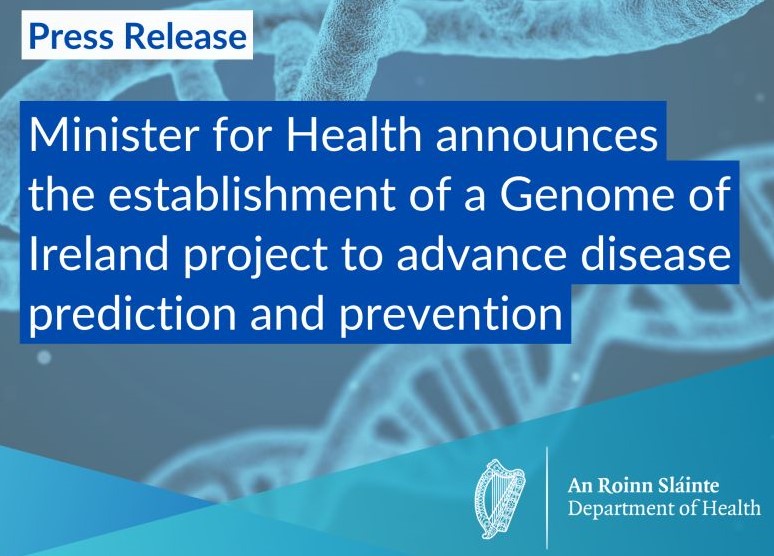 Press Release
Minister for Health announces
the establishment of a Genome of
Ireland project to advance disease
prediction and prevention
An Roinn Sláinte
Department of Health